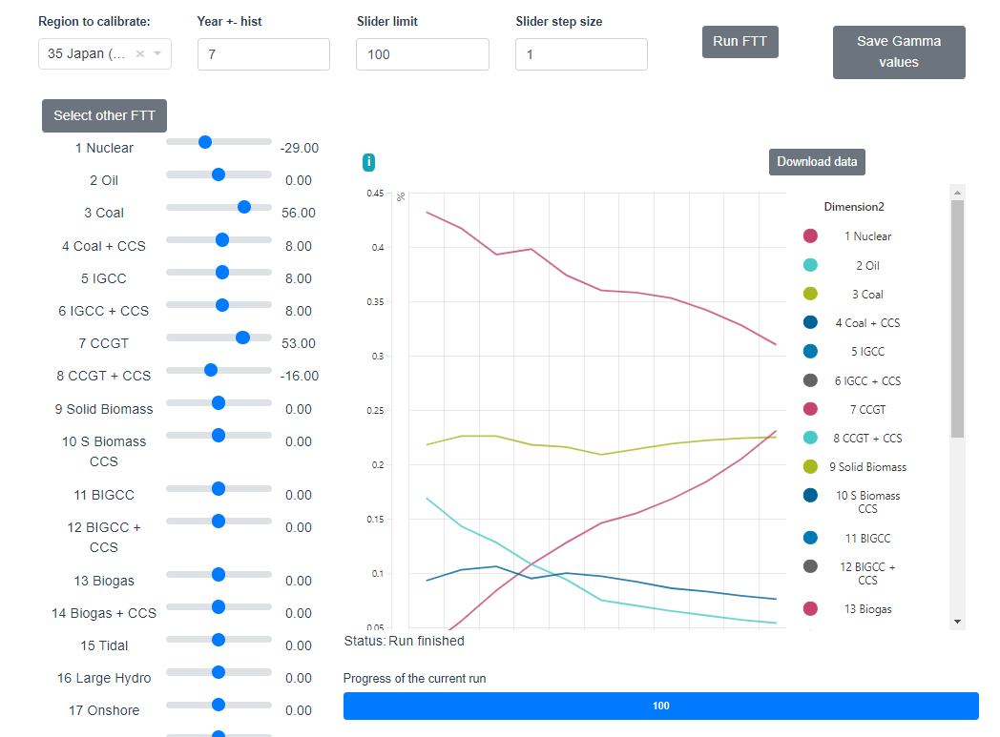 Region to calibrate:
Year +- hist
Slider limit
Slider step size
35 Japan (...
7
100
1
Run FTT
Save Gamma
values
Select other FTT
1 Nuclear
-29.00
2 Oil
0.00
3 Coal
56.00
4 Coal + CCS
8.00
5 IGCC
8.00
6 IGCC + CCS
8.00
7 CCGT
53.00
8 CCGT + CCS
-16.00
9 Solid Biomass
0.00
10 S Biomass
CCS
0.00
11 BIGCC
0.00
12 BIGCC +
CCS
0.00
13 Biogas
0.00
14 Biogas + CCS
0.00
15 Tidal
0.00
16 Large Hydro
0.00
17 Onshore
0.00
i
Download data
%
0.45
0.4
0.35
0.3
0.25
0.2
0.15
0.1
0.05
Dimension2
1 Nuclear
2 Oil
3 Coal
4 Coal + CCS
5 IGCC
6 IGCC + CCS
7 CCGT
8 CCGT + CCS
9 Solid Biomass
10 S Biomass
CCS
11 BIGCC
12 BIGCC +
CCS
13 Biogas
Status: Run finished
Progress of the current run
100